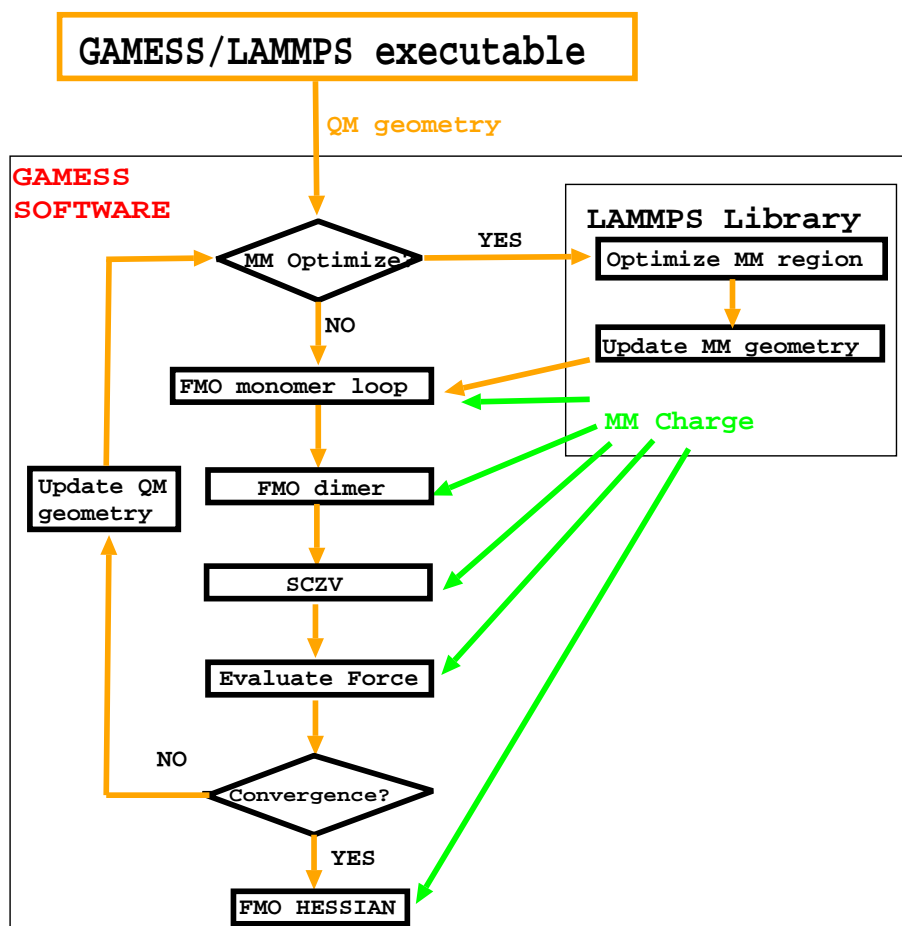 GAMESS/LAMMPS executable
QM geometry
GAMESS
SOFTWARE
LAMMPS Library
MM Optimize?
YES
Optimize MM region
NO
Update MM geometry
FMO monomer loop
MM Charge
Update QM
geometry
FMO dimer
SCZV
Evaluate Force
NO
Convergence?
YES
FMO HESSIAN